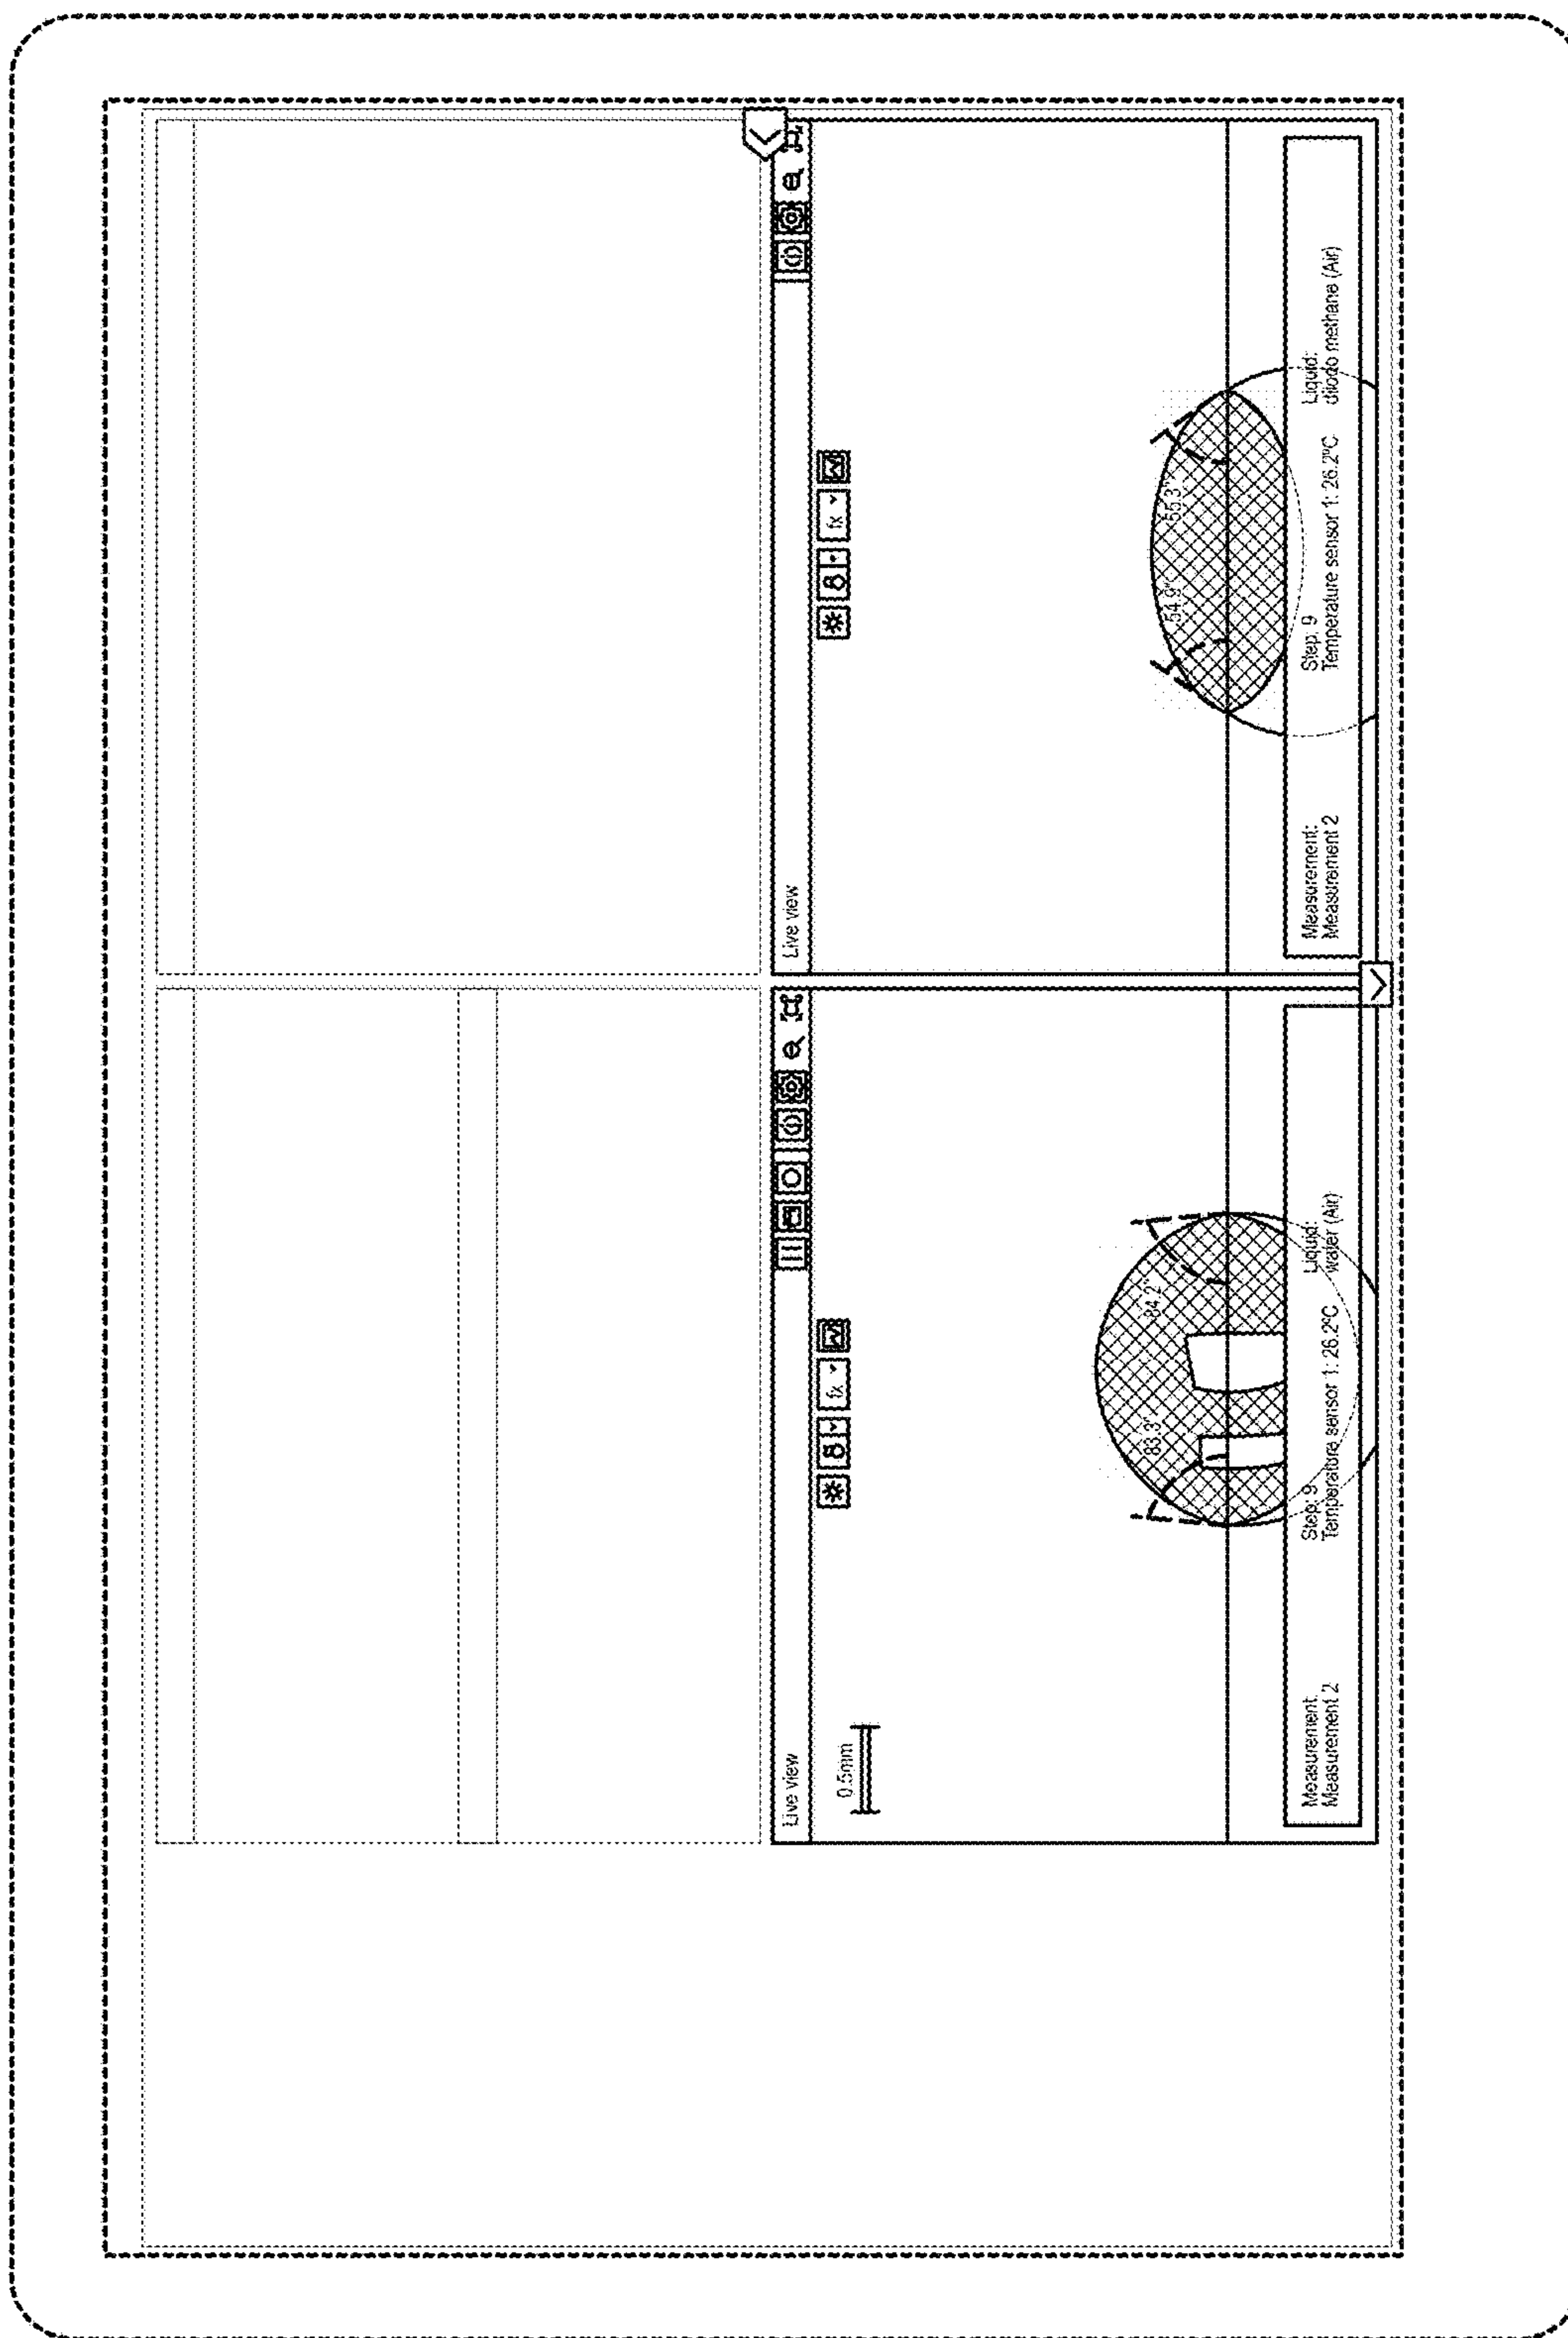 Live view
0.5mm
fx
83.3°
84.2°
Measurement:
Measurement 2
Step: 9
Temperature sensor 1: 26.2°C
Liquid:
water (Air)
Live view
fx
54.9°
55.3°
Measurement:
Measurement 2
Step: 9
Temperature sensor 1: 26.2°C
Liquid:
diiodo methane (Air)